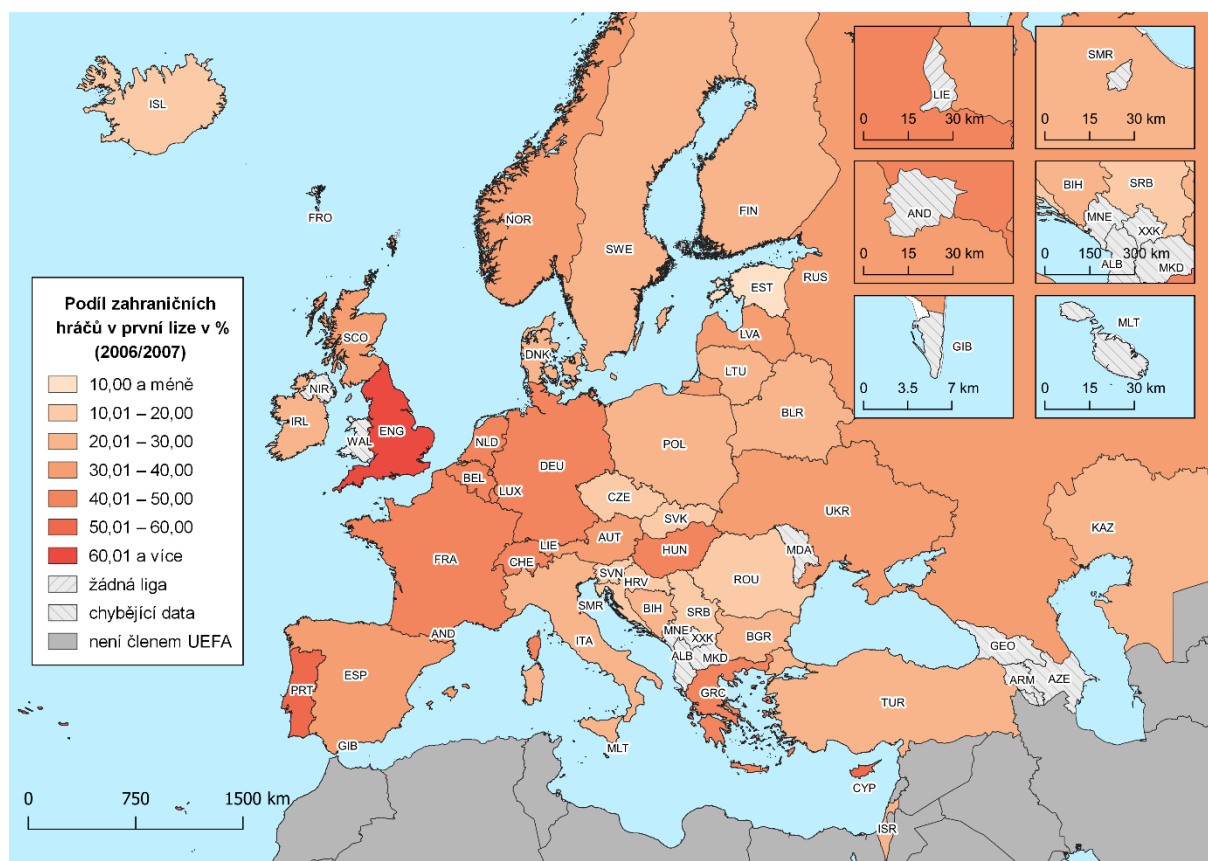 ISL
FRO
NOR
SWE
FIN
RUS
EST
LVA
LTU
BLR
SCO
NIR
IRL
WAL
ENG
DNK
NLD
BEL
LUX
DEU
POL
CZE
SVK
UKR
KAZ
FRA
CHE
LIE
AUT
HUN
MDA
ROU
SVN
HRV
BIH
SRB
SMR
ITA
MNE
XXK
BGR
ALB
MKD
GRC
AND
ESP
PRT
GIB
MLT
TUR
GEO
ARM
AZE
CYP
ISR
Podíl zahraničních
hráčů v první lize v %
(2006/2007)
10,00 a méně
10,01 – 20,00
20,01 – 30,00
30,01 – 40,00
40,01 – 50,00
50,01 – 60,00
60,01 a více
žádná liga
chybějící data
není členem UEFA
0 750 1500 km
LIE
0 15 30 km
SMR
0 15 30 km
AND
0 15 30 km
BIH
SRB
MNE
XXK
0 150 300 km
ALB
MKD
GIB
0 3.5 7 km
MLT
0 15 30 km